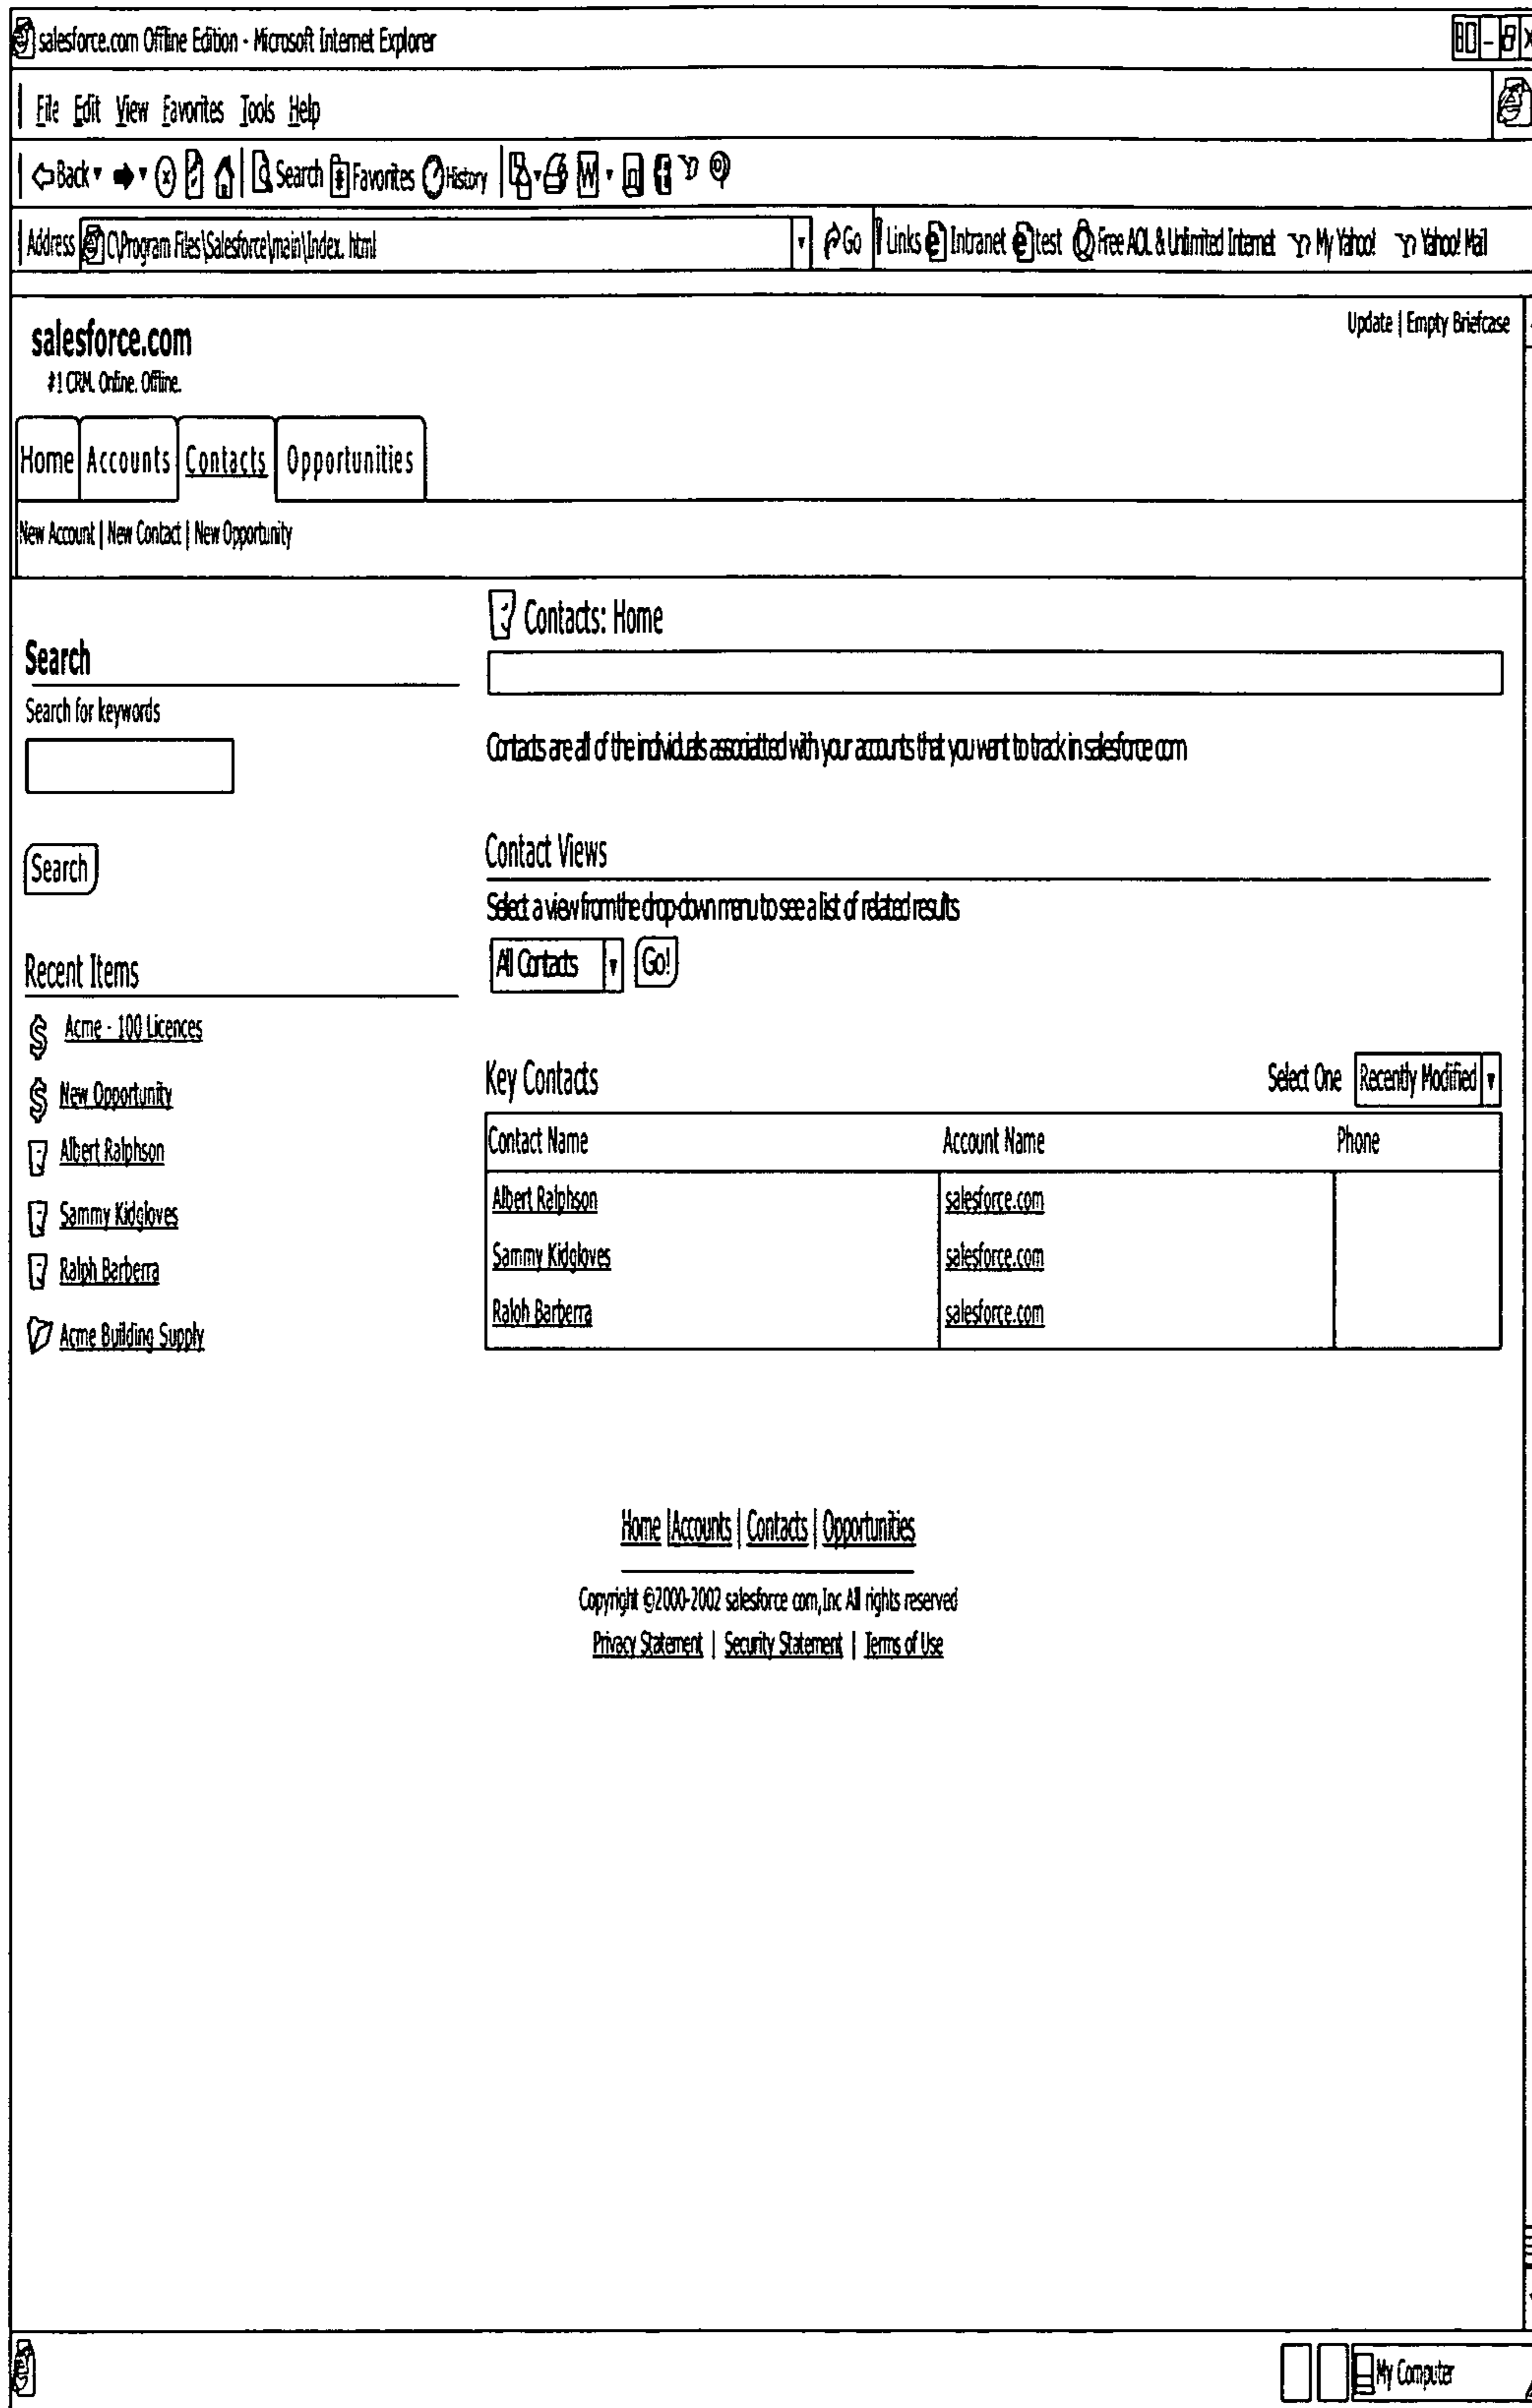 salesforce.com Offline Edition - Microsoft Internet Explorer
File Edit View Favorites Tools Help
Back Search Favorites History W
Address C\Program Files\Salesforce\main\Index. html Go Links Intranet test Free AOL & Unlimited Internet My Yahoo! Yahoo! Mail
salesforce.com
Update | Empty Briefcase
#1 CRM. Online. Offline.
Home Accounts Contacts Opportunities
New Account | New Contact | New Opportunity
Search
Search for keywords
Search
Recent Items
$ Acme - 100 Licences
$ New Opportunity
Albert Ralphson
Sammy Kidgloves
Ralph Barberra
Acme Building Supply
Contacts: Home
Contacts are all of the individuals associatted with your accounts that you want to track in salesforce com
Contact Views
Select a view from the drop-down menu to see a list of related results
All Contacts Go!
Key Contacts Select One Recently Modified
Contact Name Account Name Phone
Albert Ralphson salesforce.com
Sammy Kidgloves salesforce.com
Ralph Barberra salesforce.com
Home |Accounts | Contacts | Opportunities
Copyright ©2000-2002 salesforce com,Inc All rights reserved
Privacy Statement | Security Statement | Terms of Use
My Computer